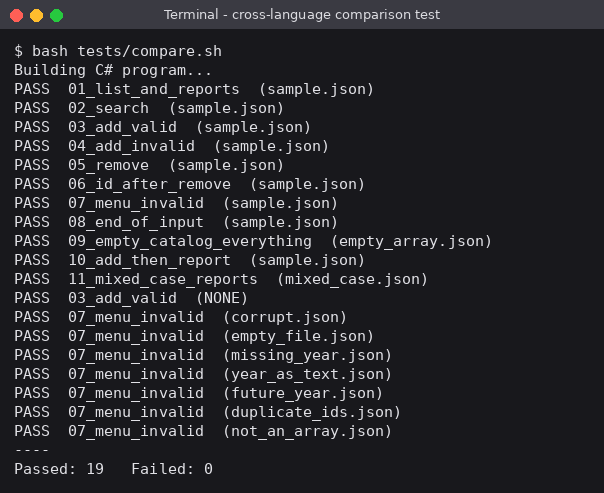 Terminal - cross-language comparison test
$ bash tests/compare.sh
Building C# program...
PASS  01_list_and_reports  (sample.json)
PASS  02_search  (sample.json)
PASS  03_add_valid  (sample.json)
PASS  04_add_invalid  (sample.json)
PASS  05_remove  (sample.json)
PASS  06_id_after_remove  (sample.json)
PASS  07_menu_invalid  (sample.json)
PASS  08_end_of_input  (sample.json)
PASS  09_empty_catalog_everything  (empty_array.json)
PASS  10_add_then_report  (sample.json)
PASS  11_mixed_case_reports  (mixed_case.json)
PASS  03_add_valid  (NONE)
PASS  07_menu_invalid  (corrupt.json)
PASS  07_menu_invalid  (empty_file.json)
PASS  07_menu_invalid  (missing_year.json)
PASS  07_menu_invalid  (year_as_text.json)
PASS  07_menu_invalid  (future_year.json)
PASS  07_menu_invalid  (duplicate_ids.json)
PASS  07_menu_invalid  (not_an_array.json)
----
Passed: 19   Failed: 0